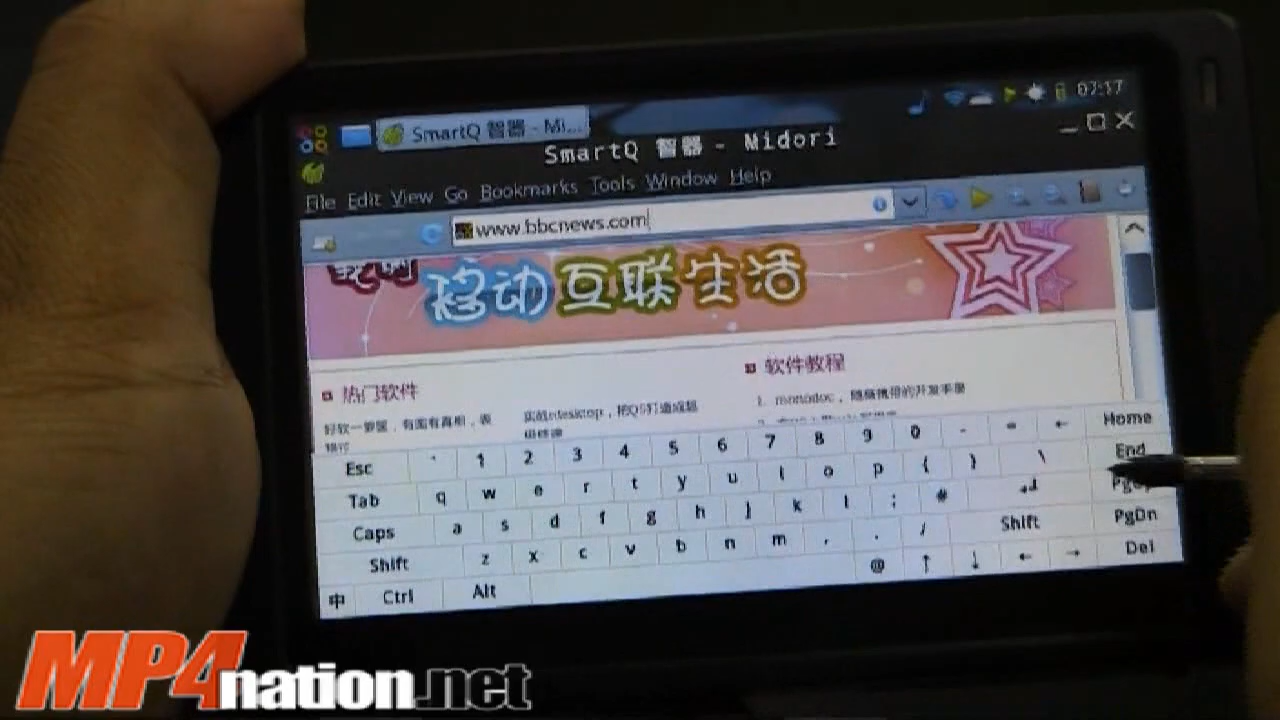 SmartQ 智器 - Mi...
07:17
SmartQ 智器 - Midori
File Edit View Go Bookmarks Tools Window Help
www.bbcnews.com
移动互联生活
热门软件
软件教程
Esc ` 1 2 3 4 5 6 7 8 9 0 - = ← Home
Tab q w e r t y u i o p { } \ End
Caps a s d f g h j k l ; # ↵
Shift z x c v b n m , . / Shift PgDn
中 Ctrl Alt @ ↑ ↓ ← → Del
MP4nation.net